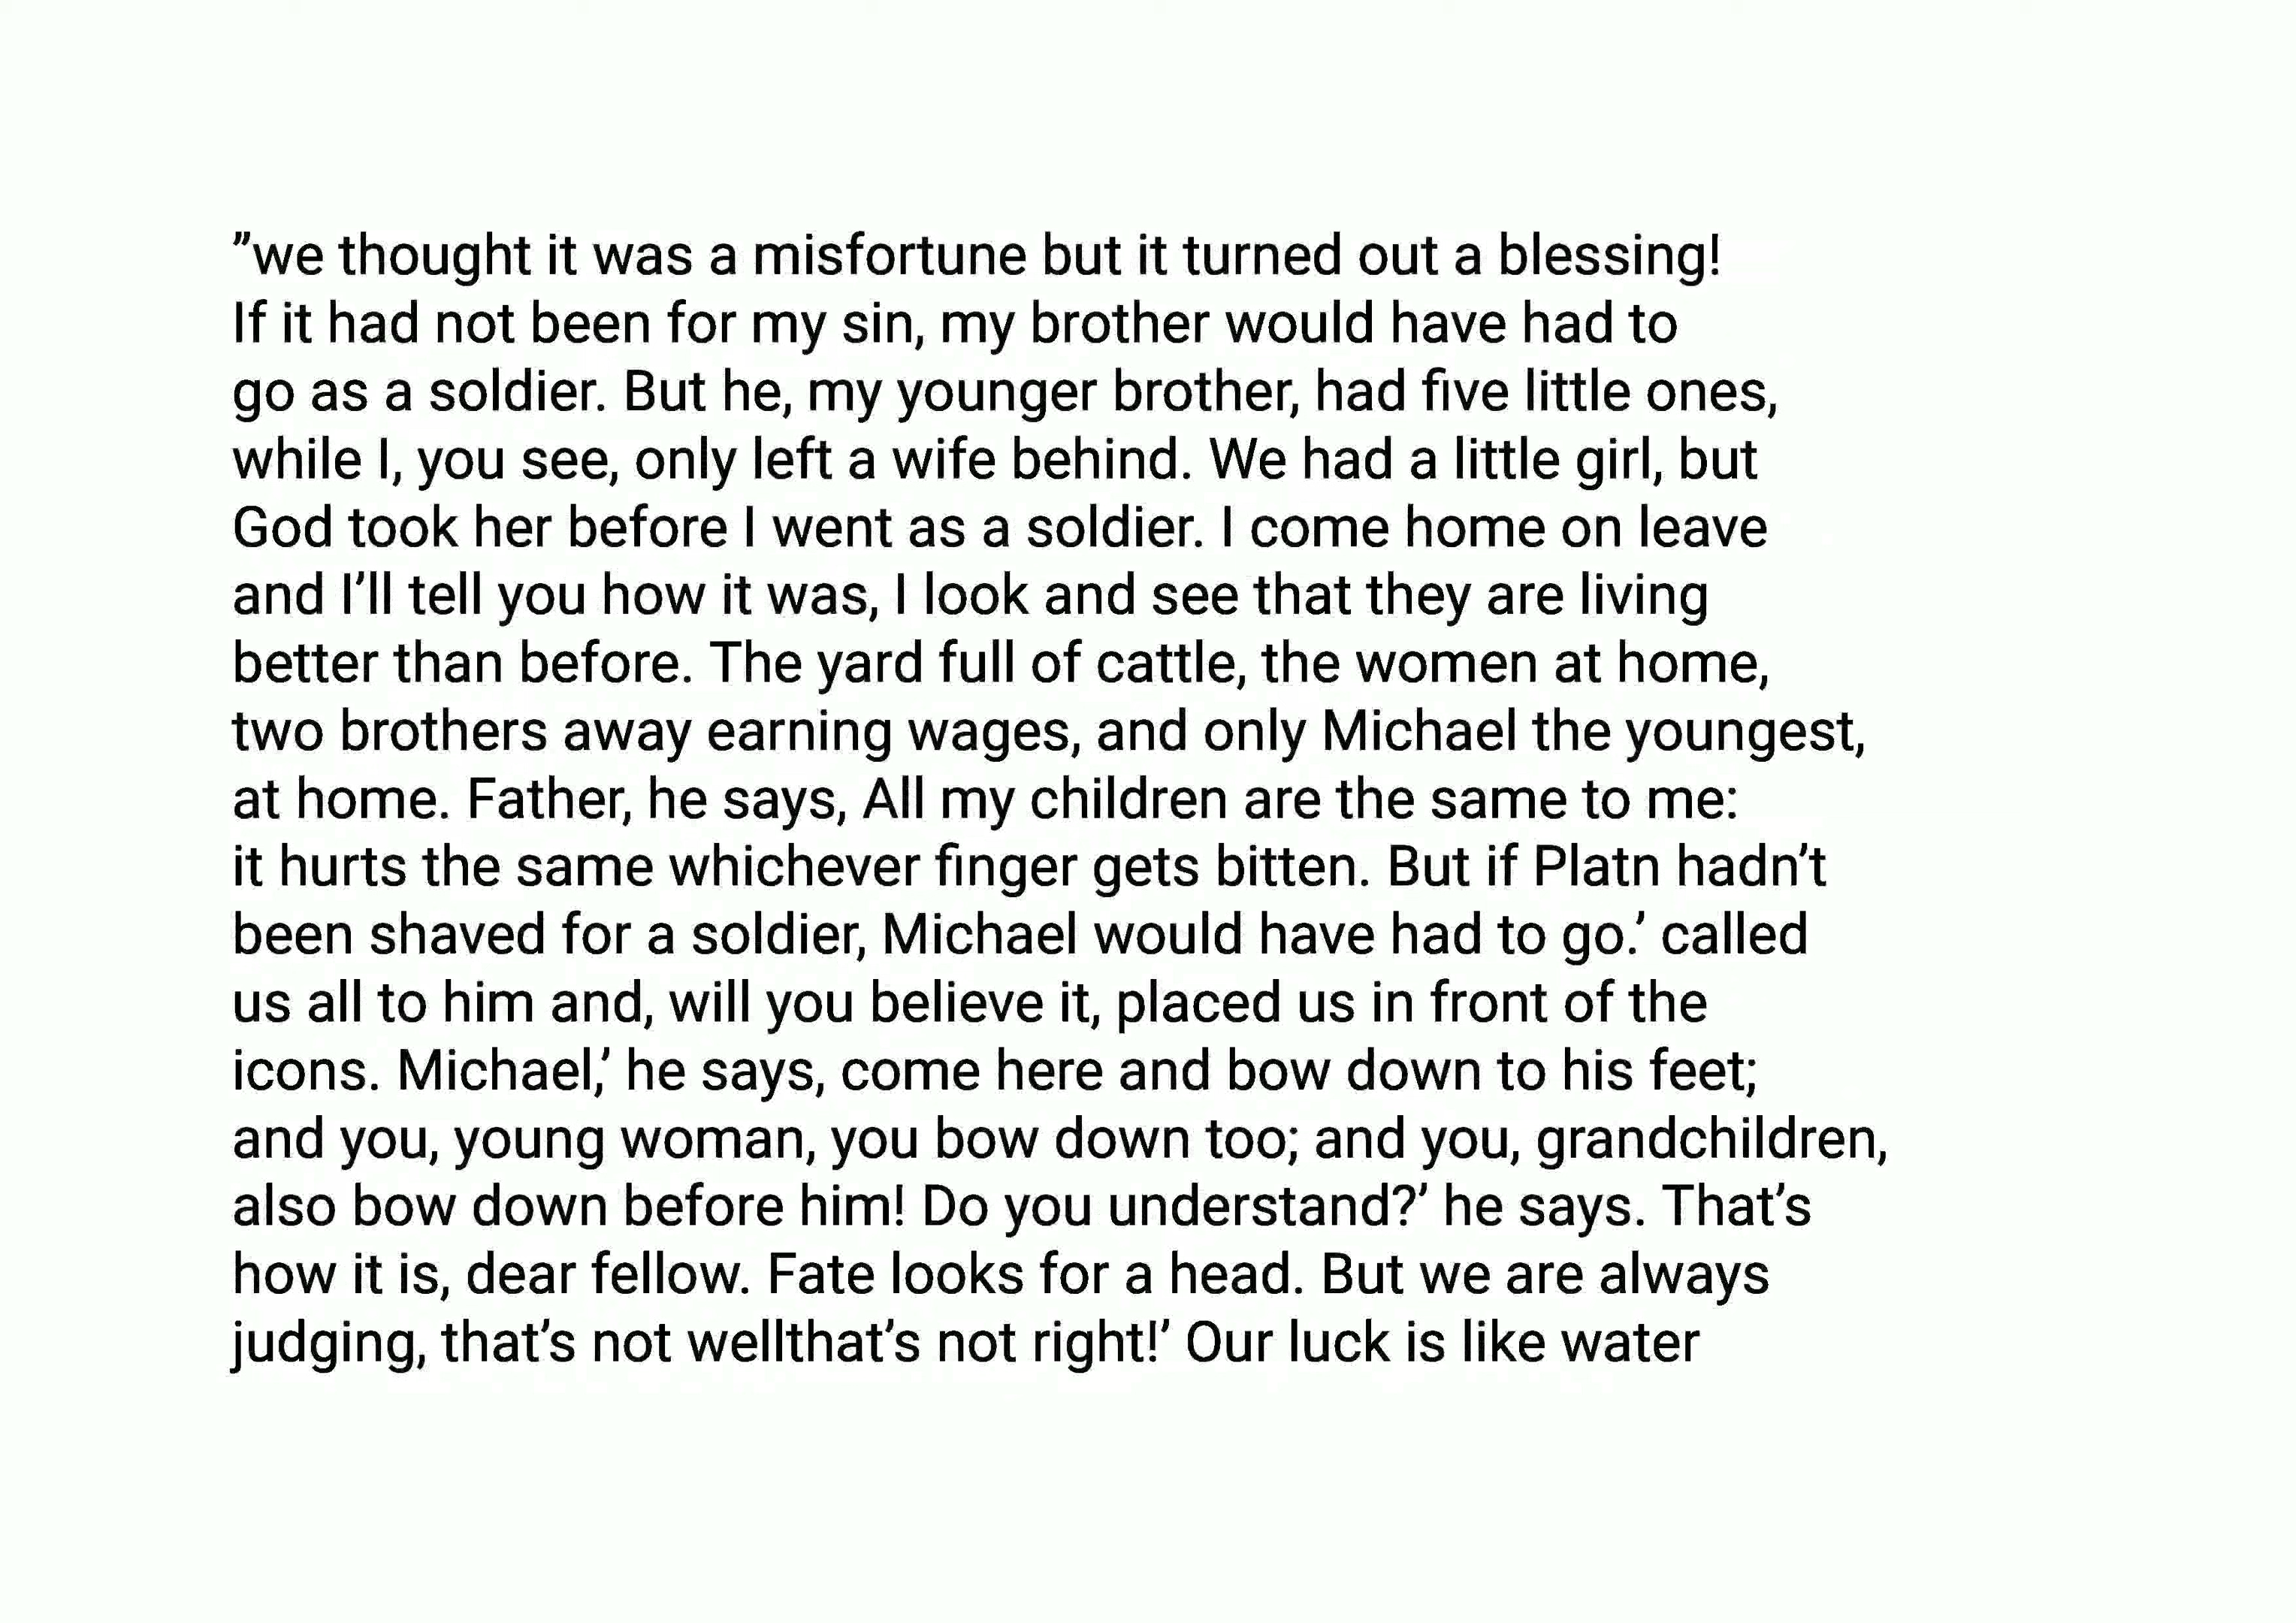 ”we thought it was a misfortune but it turned out a blessing!
If it had not been for my sin, my brother would have had to
go as a soldier. But he, my younger brother, had five little ones,
while I, you see, only left a wife behind. We had a little girl, but
God took her before I went as a soldier. I come home on leave
and I’ll tell you how it was, I look and see that they are living
better than before. The yard full of cattle, the women at home,
two brothers away earning wages, and only Michael the youngest,
at home. Father, he says, All my children are the same to me:
it hurts the same whichever finger gets bitten. But if Platn hadn’t
been shaved for a soldier, Michael would have had to go.’ called
us all to him and, will you believe it, placed us in front of the
icons. Michael,’ he says, come here and bow down to his feet;
and you, young woman, you bow down too; and you, grandchildren,
also bow down before him! Do you understand?’ he says. That’s
how it is, dear fellow. Fate looks for a head. But we are always
judging, that’s not wellthat’s not right!’ Our luck is like water